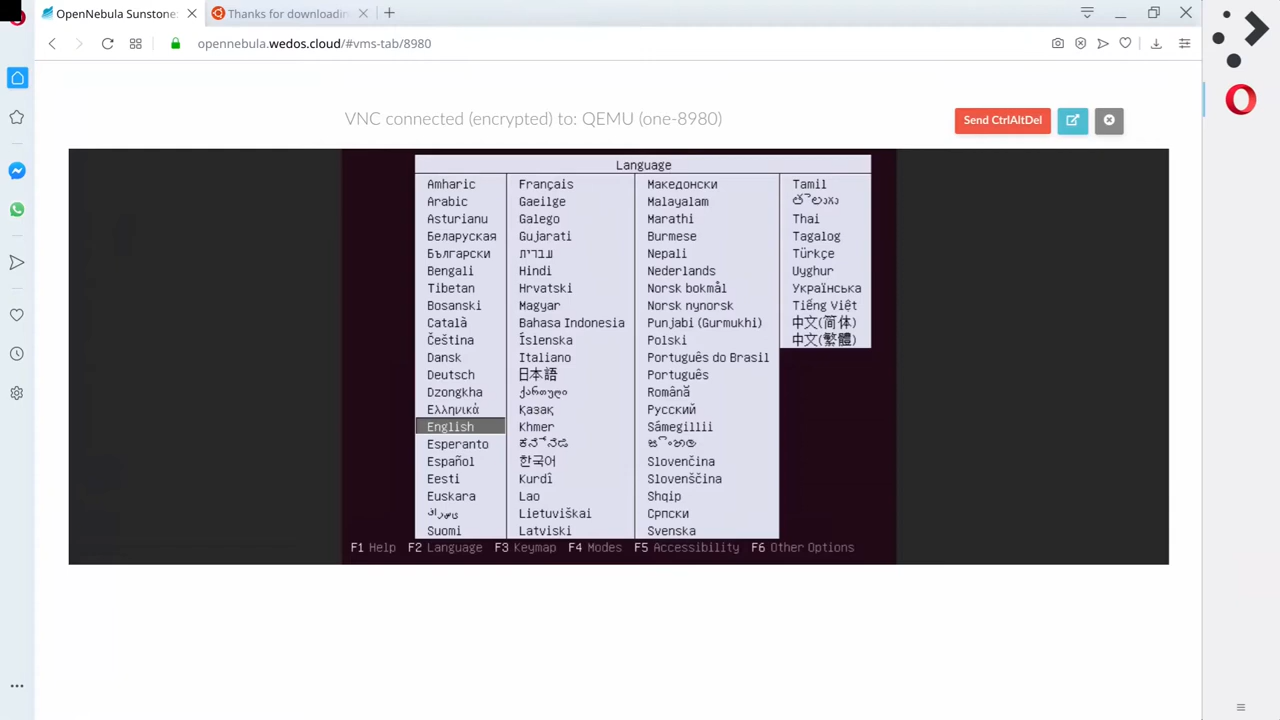 OpenNebula Sunstone:
Thanks for downloadin
opennebula.wedos.cloud/#vms-tab/8980
VNC connected (encrypted) to: QEMU (one-8980)
Send CtrlAltDel
Language
Amharic
Arabic
Asturianu
Беларуская
Български
Bengali
Tibetan
Bosanski
Català
Čeština
Dansk
Deutsch
Dzongkha
Ελληνικά
English
Esperanto
Español
Eesti
Euskara
Suomi
Français
Gaeilge
Galego
Gujarati
עברית
Hindi
Hrvatski
Magyar
Bahasa Indonesia
Íslenska
Italiano
日本語
ქართული
Қазақ
Khmer
ಕನ್ನಡ
한국어
Kurdî
Lao
Lietuviškai
Latviski
Македонски
Malayalam
Marathi
Burmese
Nepali
Nederlands
Norsk bokmål
Norsk nynorsk
Punjabi (Gurmukhi)
Polski
Português do Brasil
Português
Română
Русский
Sámegillii
සිංහල
Slovenčina
Slovenščina
Shqip
Српски
Svenska
Tamil
తెలుగు
Thai
Tagalog
Türkçe
Uyghur
Українська
Tiếng Việt
中文(简体)
中文(繁體)
F1 Help F2 Language F3 Keymap F4 Modes F5 Accessibility F6 Other Options